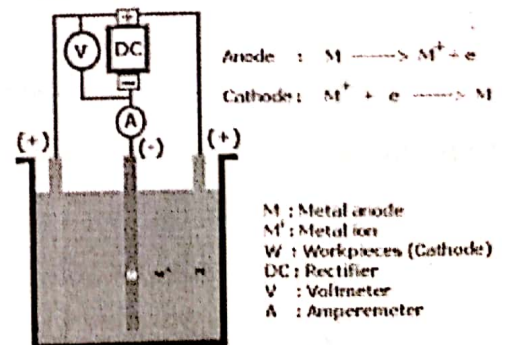 +
V
DC
−
A
(+)
(-)
(+)
Anode : M -----> M⁺+ e
Cathode : M⁺ + e -----> M
M⁺
M : Metal anode
M⁺ : Metal ion
W : Workpieces (Cathode)
DC : Rectifier
V : Voltmeter
A : Amperemeter